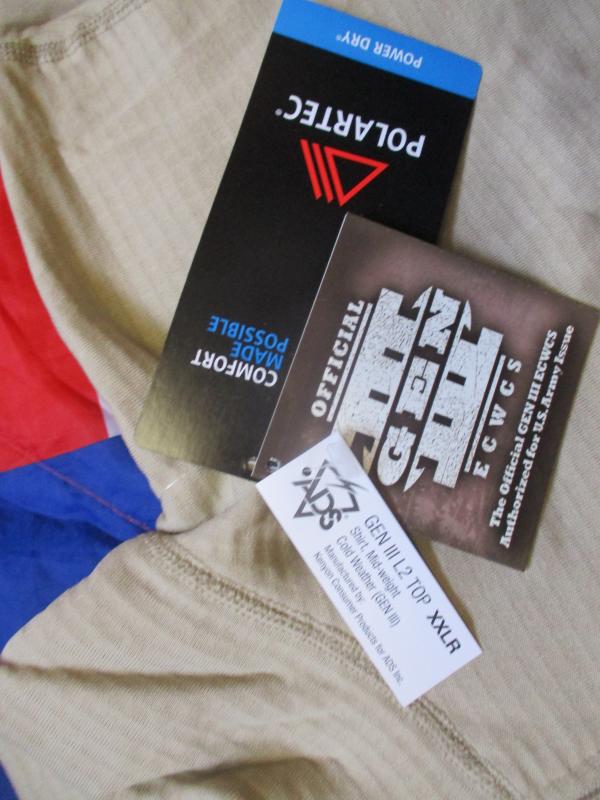 POWER DRY®
POLARTEC®
COMFORT
MADE
POSSIBLE
OFFICIAL
GEN
III
ECWCS
The Official GEN III ECWCS
Authorized for U.S. Army Issue
ADS®
GEN III L2 TOP XXLR
Shirt, Mid-weight
Cold Weather (GEN III)
Manufactured by:
Kenyon Consumer Products for ADS Inc.